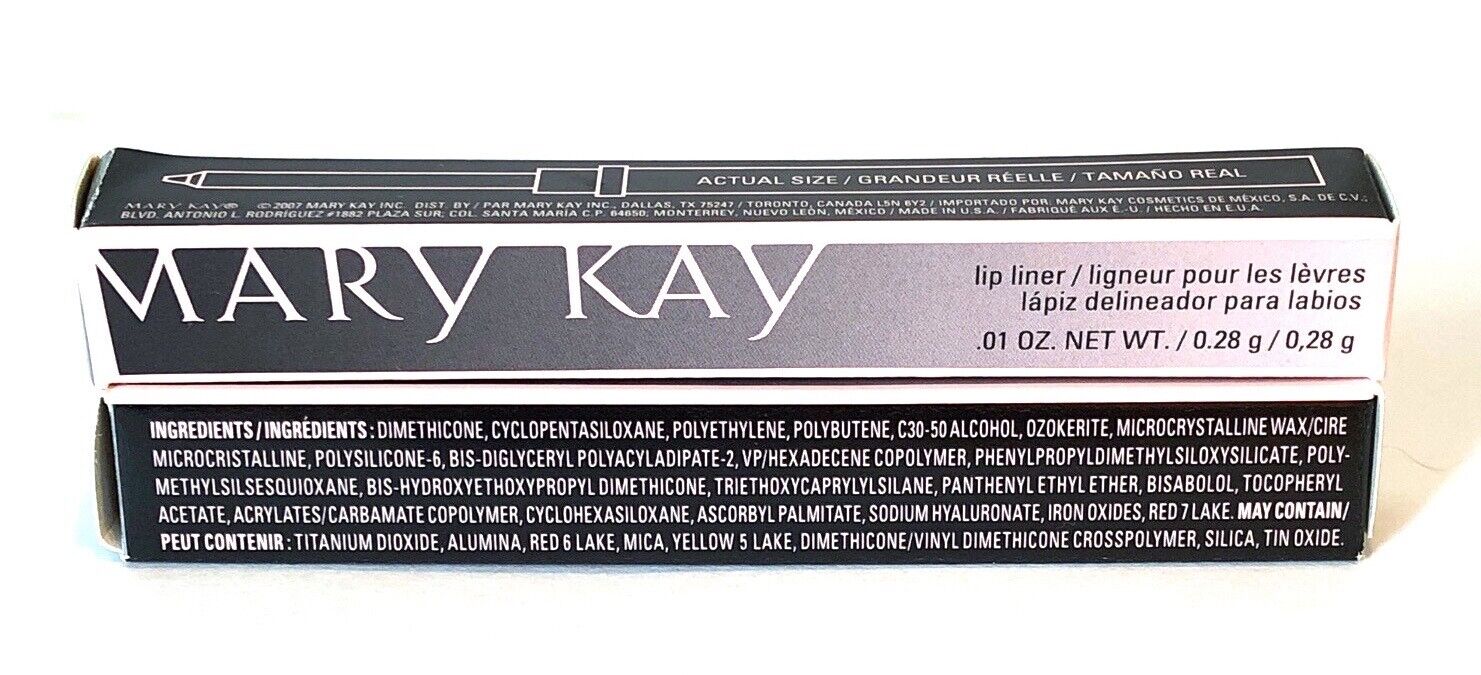 ACTUAL SIZE / GRANDEUR RÉELLE / TAMAÑO REAL
MARY KAY® ©2007 MARY KAY INC. DIST. BY / PAR MARY KAY INC., DALLAS, TX 75247 / TORONTO, CANADA L5N 6Y2 / IMPORTADO POR: MARY KAY COSMETICS DE MÉXICO, S.A. DE C.V.;
BLVD. ANTONIO L. RODRÍGUEZ #1882 PLAZA SUR; COL. SANTA MARÍA C.P. 64650; MONTERREY, NUEVO LEÓN, MÉXICO / MADE IN U.S.A. / FABRIQUÉ AUX É.-U. / HECHO EN E.U.A.
MARY KAY
lip liner / ligneur pour les lèvres
lápiz delineador para labios
.01 OZ. NET WT. / 0.28 g / 0,28 g
INGREDIENTS/INGRÉDIENTS: DIMETHICONE, CYCLOPENTASILOXANE, POLYETHYLENE, POLYBUTENE, C30-50 ALCOHOL, OZOKERITE, MICROCRYSTALLINE WAX/CIRE
MICROCRISTALLINE, POLYSILICONE-6, BIS-DIGLYCERYL POLYACYLADIPATE-2, VP/HEXADECENE COPOLYMER, PHENYLPROPYLDIMETHYLSILOXYSILICATE, POLY-
METHYLSILSESQUIOXANE, BIS-HYDROXYETHOXYPROPYL DIMETHICONE, TRIETHOXYCAPRYLYLSILANE, PANTHENYL ETHYL ETHER, BISABOLOL, TOCOPHERYL
ACETATE, ACRYLATES/CARBAMATE COPOLYMER, CYCLOHEXASILOXANE, ASCORBYL PALMITATE, SODIUM HYALURONATE, IRON OXIDES, RED 7 LAKE. MAY CONTAIN/
PEUT CONTENIR: TITANIUM DIOXIDE, ALUMINA, RED 6 LAKE, MICA, YELLOW 5 LAKE, DIMETHICONE/VINYL DIMETHICONE CROSSPOLYMER, SILICA, TIN OXIDE.